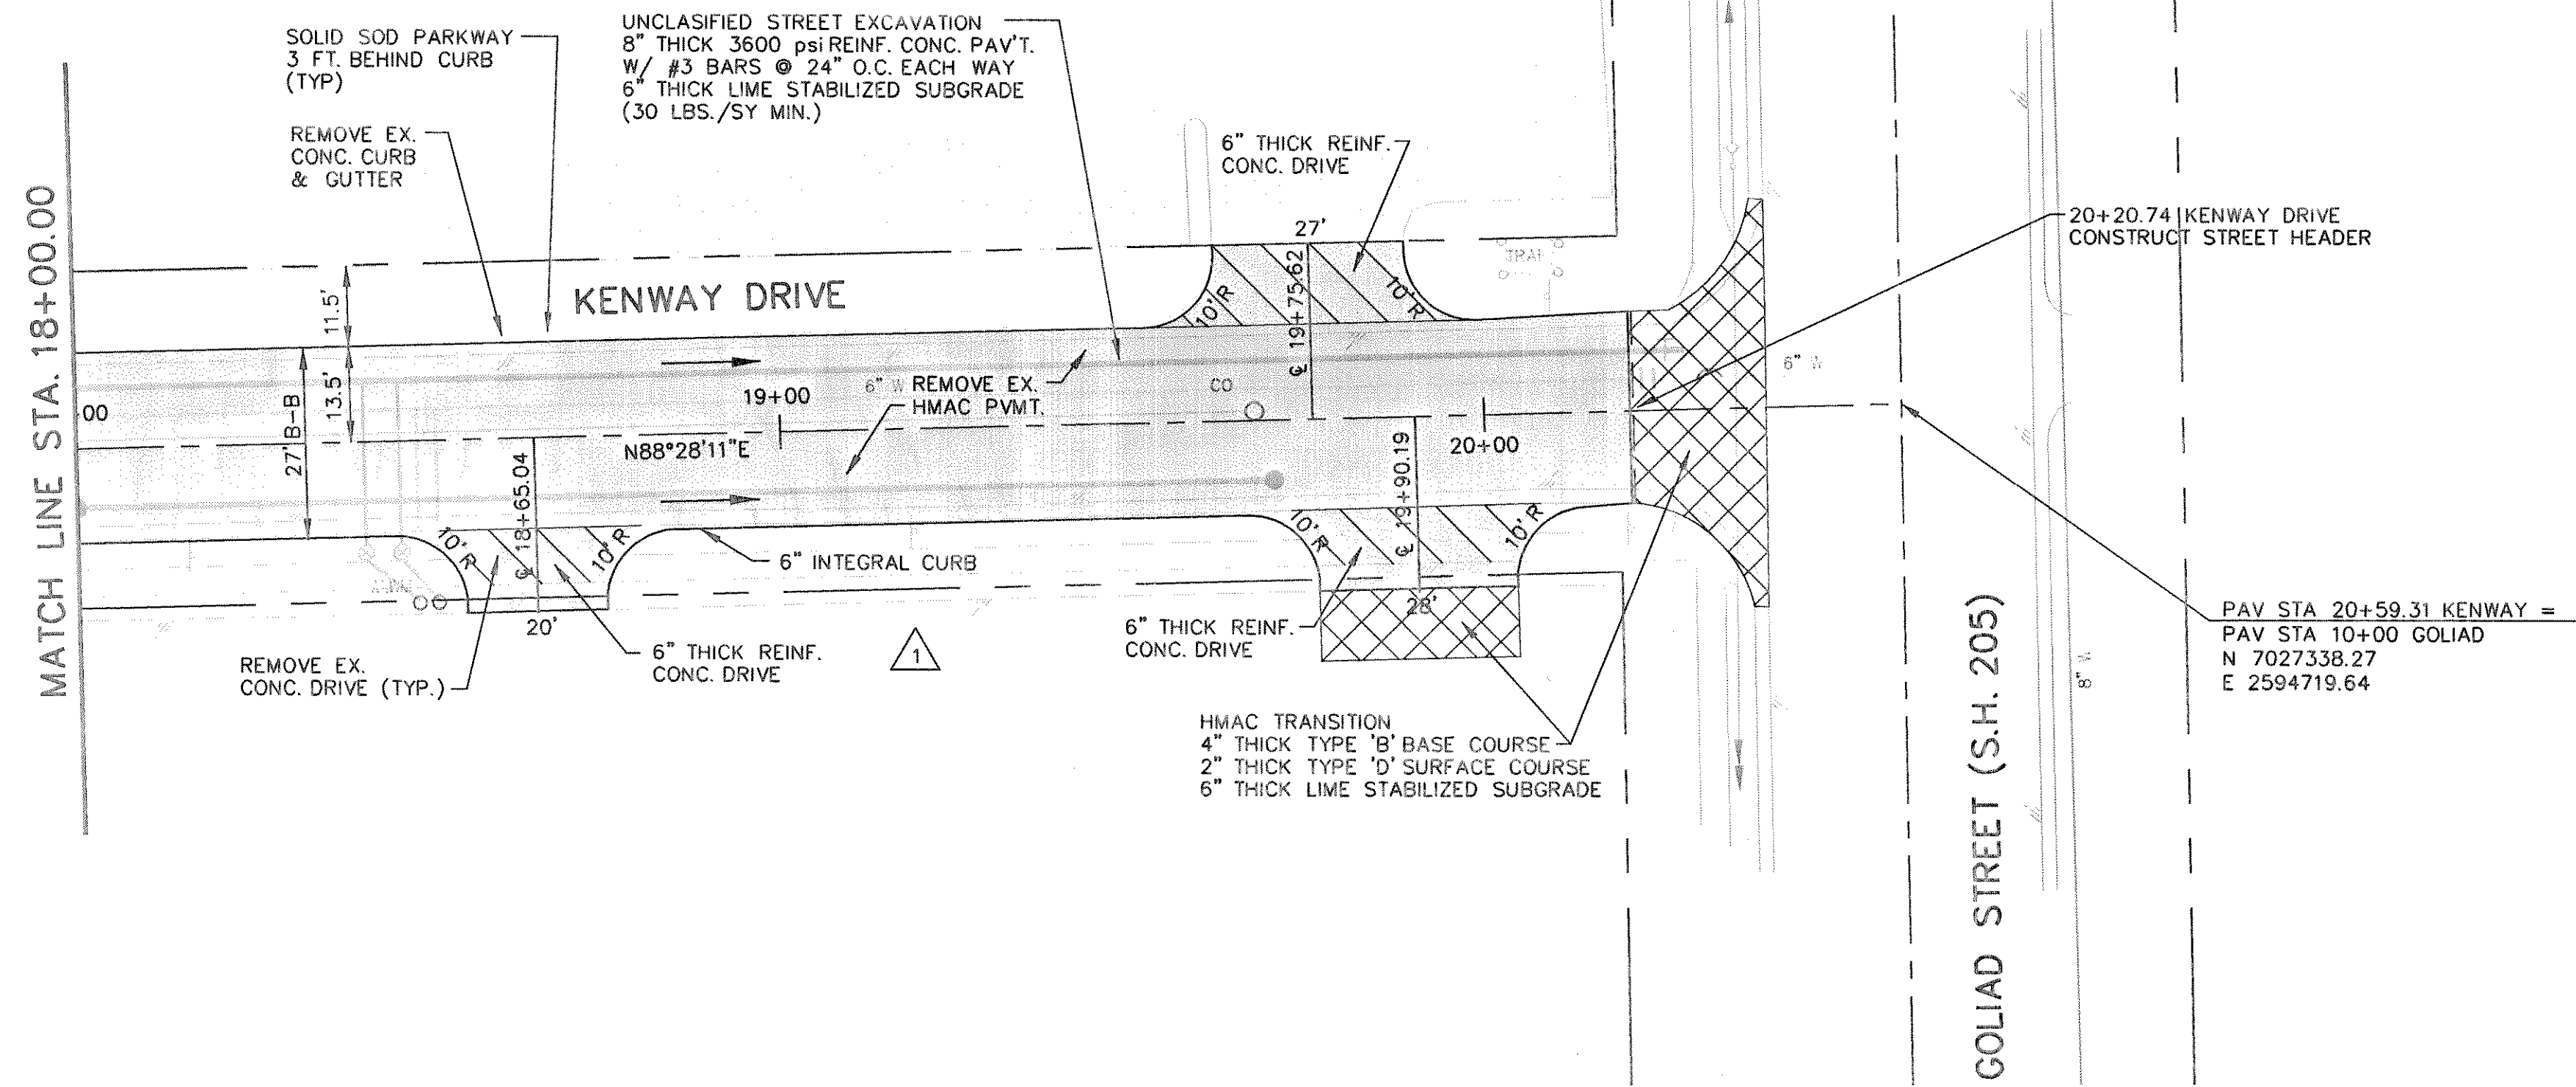 SOLID SOD PARKWAY
3 FT. BEHIND CURB
(TYP)
UNCLASIFIED STREET EXCAVATION
8" THICK 3600 psi REINF. CONC. PAV'T.
W/ #3 BARS @ 24" O.C. EACH WAY
6" THICK LIME STABILIZED SUBGRADE
(30 LBS./SY MIN.)
REMOVE EX.
CONC. CURB
& GUTTER
6" THICK REINF.
CONC. DRIVE
MATCH LINE STA. 18+00.00
20+20.74 KENWAY DRIVE
CONSTRUCT STREET HEADER
27'
11.5'
KENWAY DRIVE
10'R
℄ 19+75.62
10'R
13.5'
27' B-B
00
19+00
6" W
REMOVE EX.
HMAC PVMT.
CO
6" W
N88°28'11"E
20+00
℄ 18+65.04
℄ 19+90.19
10'R
10'R
10'R
10'R
6" INTEGRAL CURB
20'
28'
REMOVE EX.
CONC. DRIVE (TYP.)
6" THICK REINF.
CONC. DRIVE
1
6" THICK REINF.
CONC. DRIVE
HMAC TRANSITION
4" THICK TYPE 'B' BASE COURSE
2" THICK TYPE 'D' SURFACE COURSE
6" THICK LIME STABILIZED SUBGRADE
GOLIAD STREET (S.H. 205)
8" W
PAV STA 20+59.31 KENWAY =
PAV STA 10+00 GOLIAD
N 7027338.27
E 2594719.64